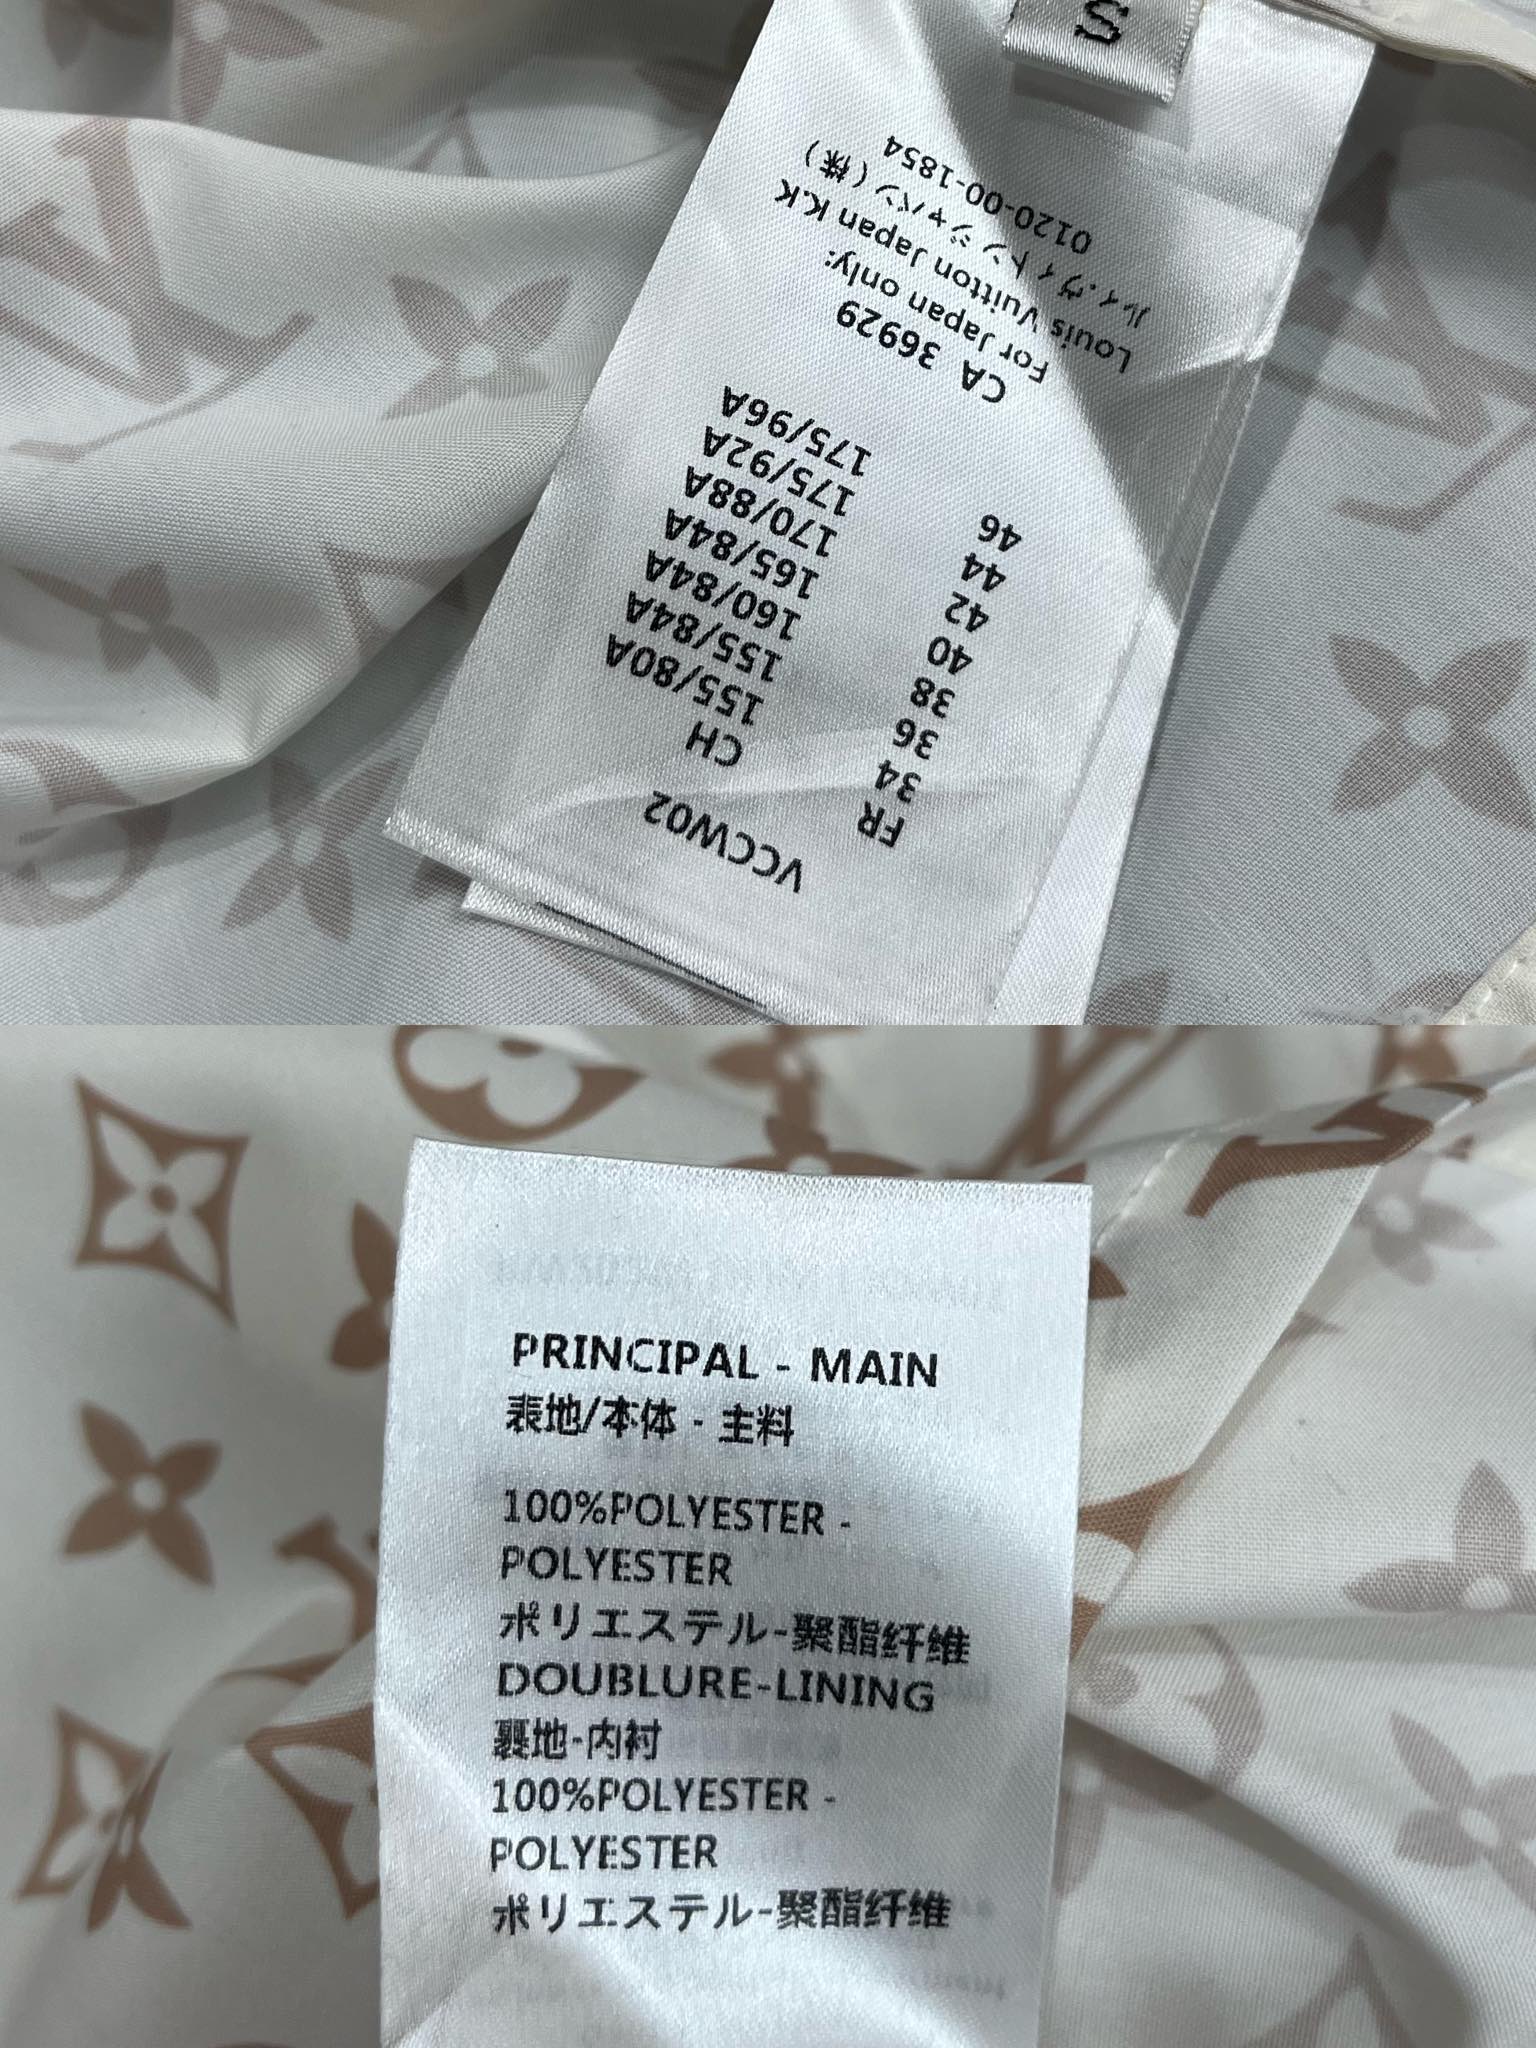 S
VCCW02
FR CH
34 155/80A
36 155/84A
38 160/84A
40 165/84A
42 170/88A
44 175/92A
46 175/96A
CA 36929
For Japan only:
Louis Vuitton Japan K.K
ルイ.ヴィトンジャパン(株)
0120-00-1854
PRINCIPAL - MAIN
表地/本体 - 主料
100%POLYESTER -
POLYESTER
ポリエステル-聚酯纤维
DOUBLURE-LINING
裏地-内衬
100%POLYESTER -
POLYESTER
ポリエステル-聚酯纤维